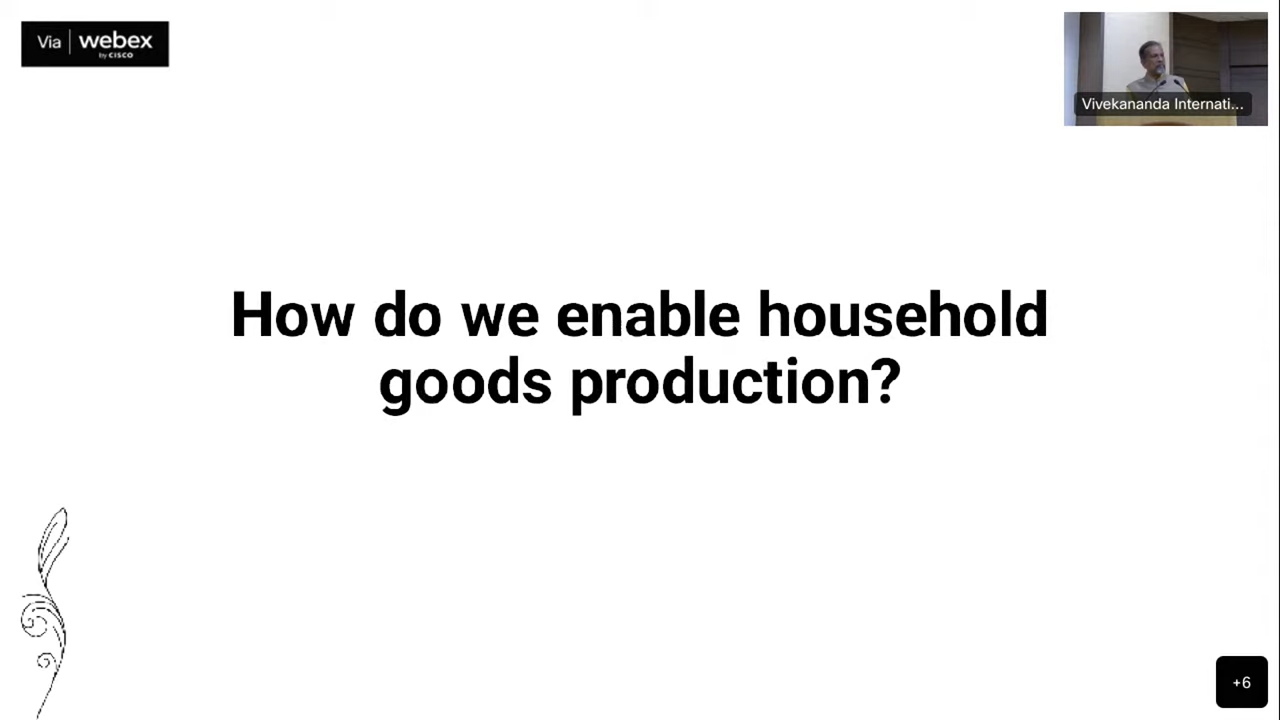 Via webex
by CISCO
Vivekananda Internati...
How do we enable household
goods production?
+6